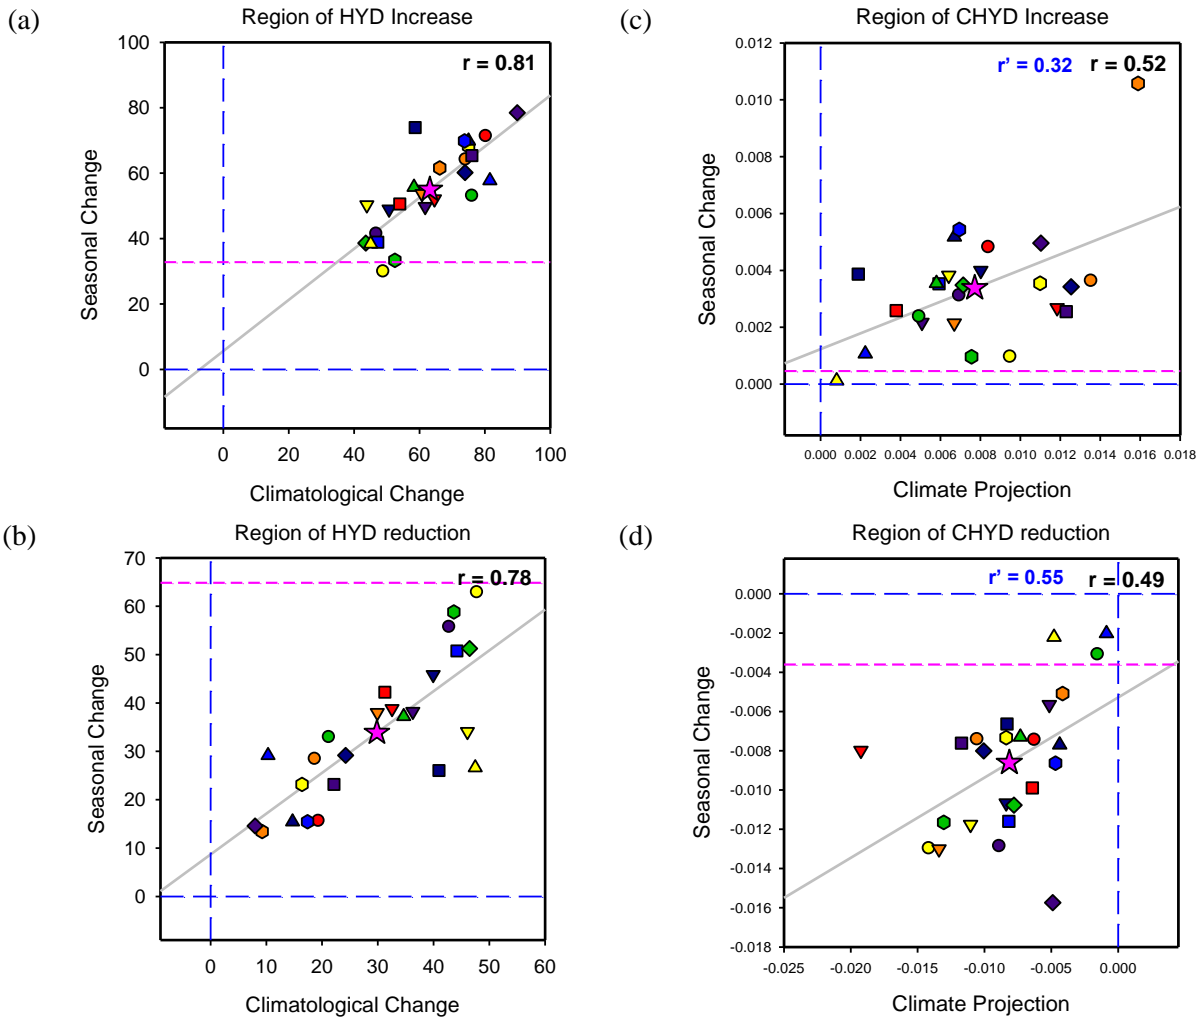 (a)
Region of HYD Increase
r = 0.81
100
80
60
40
20
0
Seasonal Change
0 20 40 60 80 100
Climatological Change
(c)
Region of CHYD Increase
r’ = 0.32 r = 0.52
0.012
0.010
0.008
0.006
0.004
0.002
0.000
Seasonal Change
0.000 0.002 0.004 0.006 0.008 0.010 0.012 0.014 0.016 0.018
Climate Projection
(b)
Region of HYD reduction
r = 0.78
70
60
50
40
30
20
10
0
Seasonal Change
0 10 20 30 40 50 60
Climatological Change
(d)
Region of CHYD reduction
r’ = 0.55 r = 0.49
0.000
-0.002
-0.004
-0.006
-0.008
-0.010
-0.012
-0.014
-0.016
-0.018
Seasonal Change
-0.025 -0.020 -0.015 -0.010 -0.005 0.000
Climate Projection